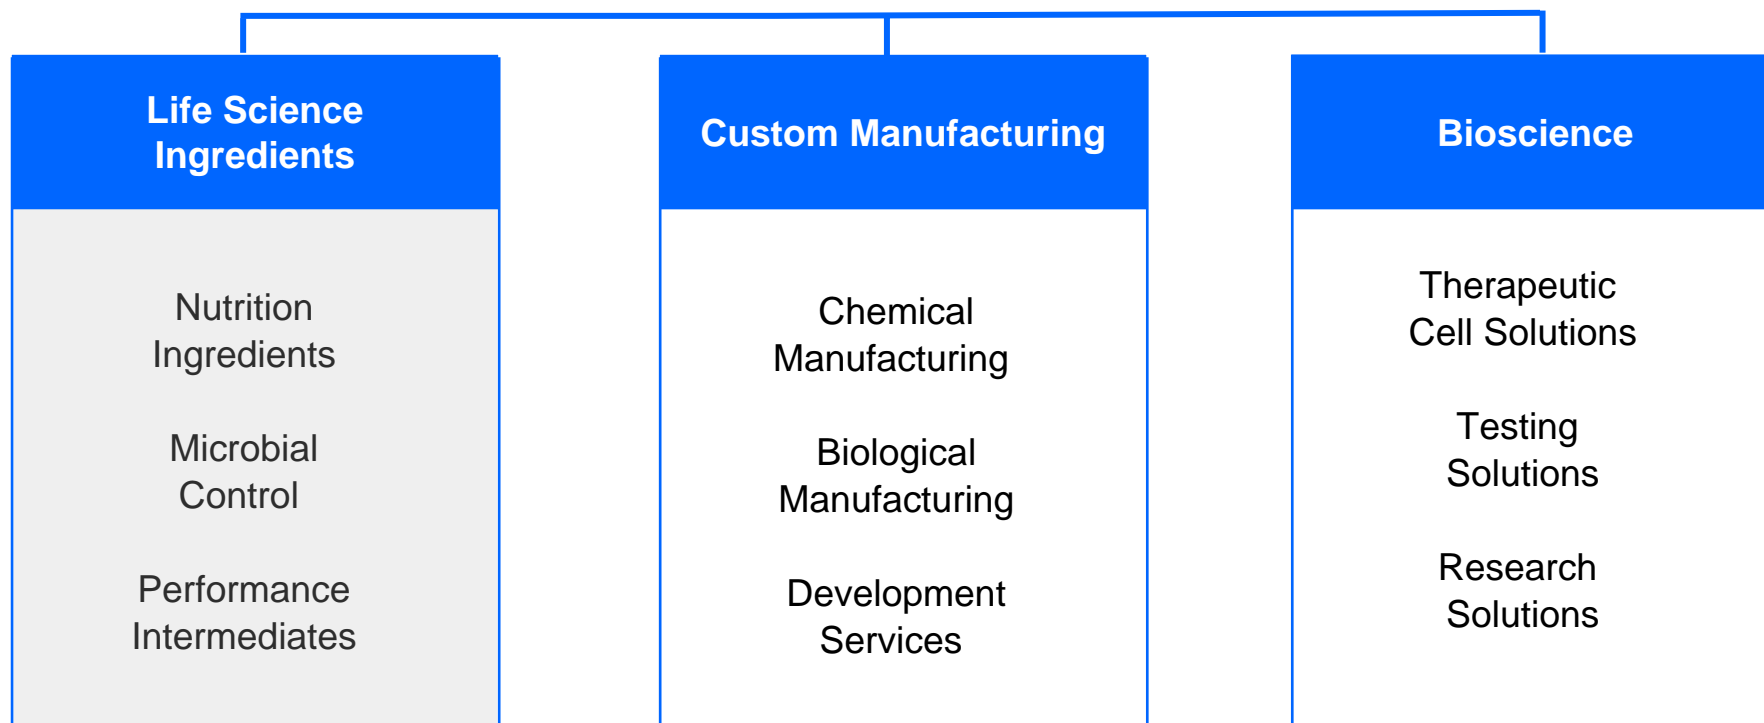 Life Science
Ingredients
Nutrition
Ingredients
Microbial
Control
Performance
Intermediates
Custom Manufacturing
Chemical
Manufacturing
Biological
Manufacturing
Development
Services
Bioscience
Therapeutic
Cell Solutions
Testing
Solutions
Research
Solutions